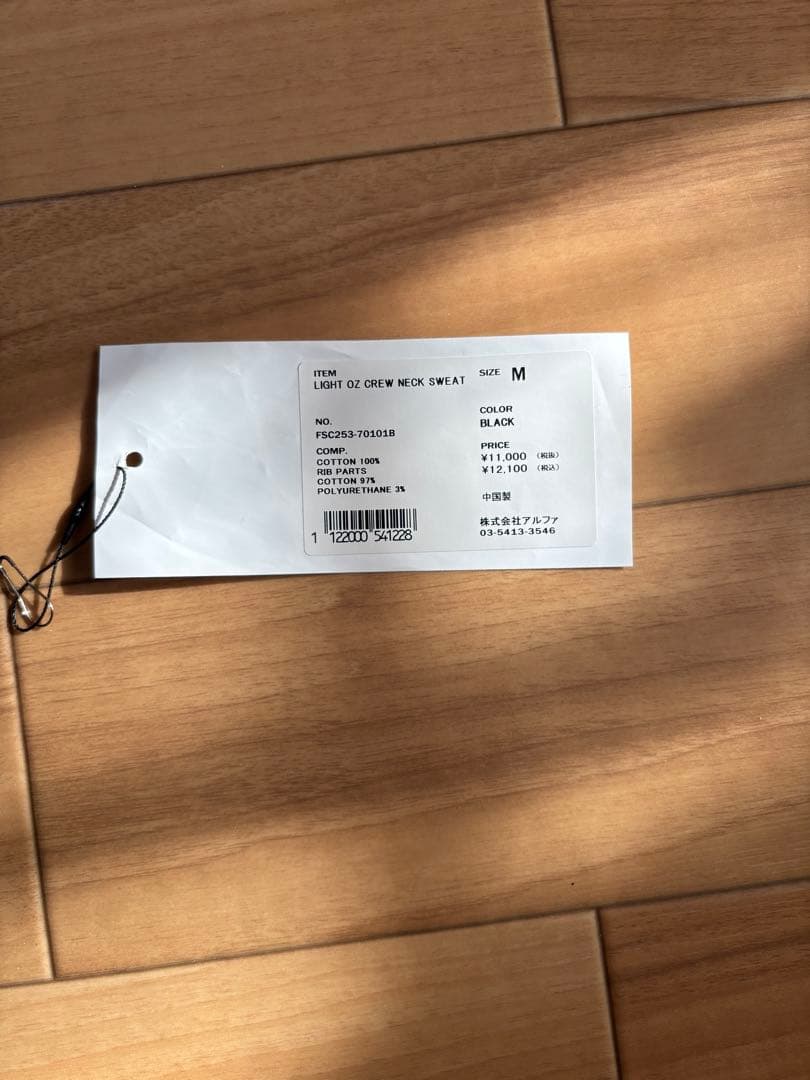 ITEM
LIGHT OZ CREW NECK SWEAT
SIZE M
NO.
FSC253-70101B
COMP.
COTTON 100%
RIB PARTS
COTTON 97%
POLYURETHANE 3%
COLOR
BLACK
PRICE
¥11,000 (税抜)
¥12,100 (税込)
中国製
株式会社アルファ
03-5413-3546
1 122000 541228